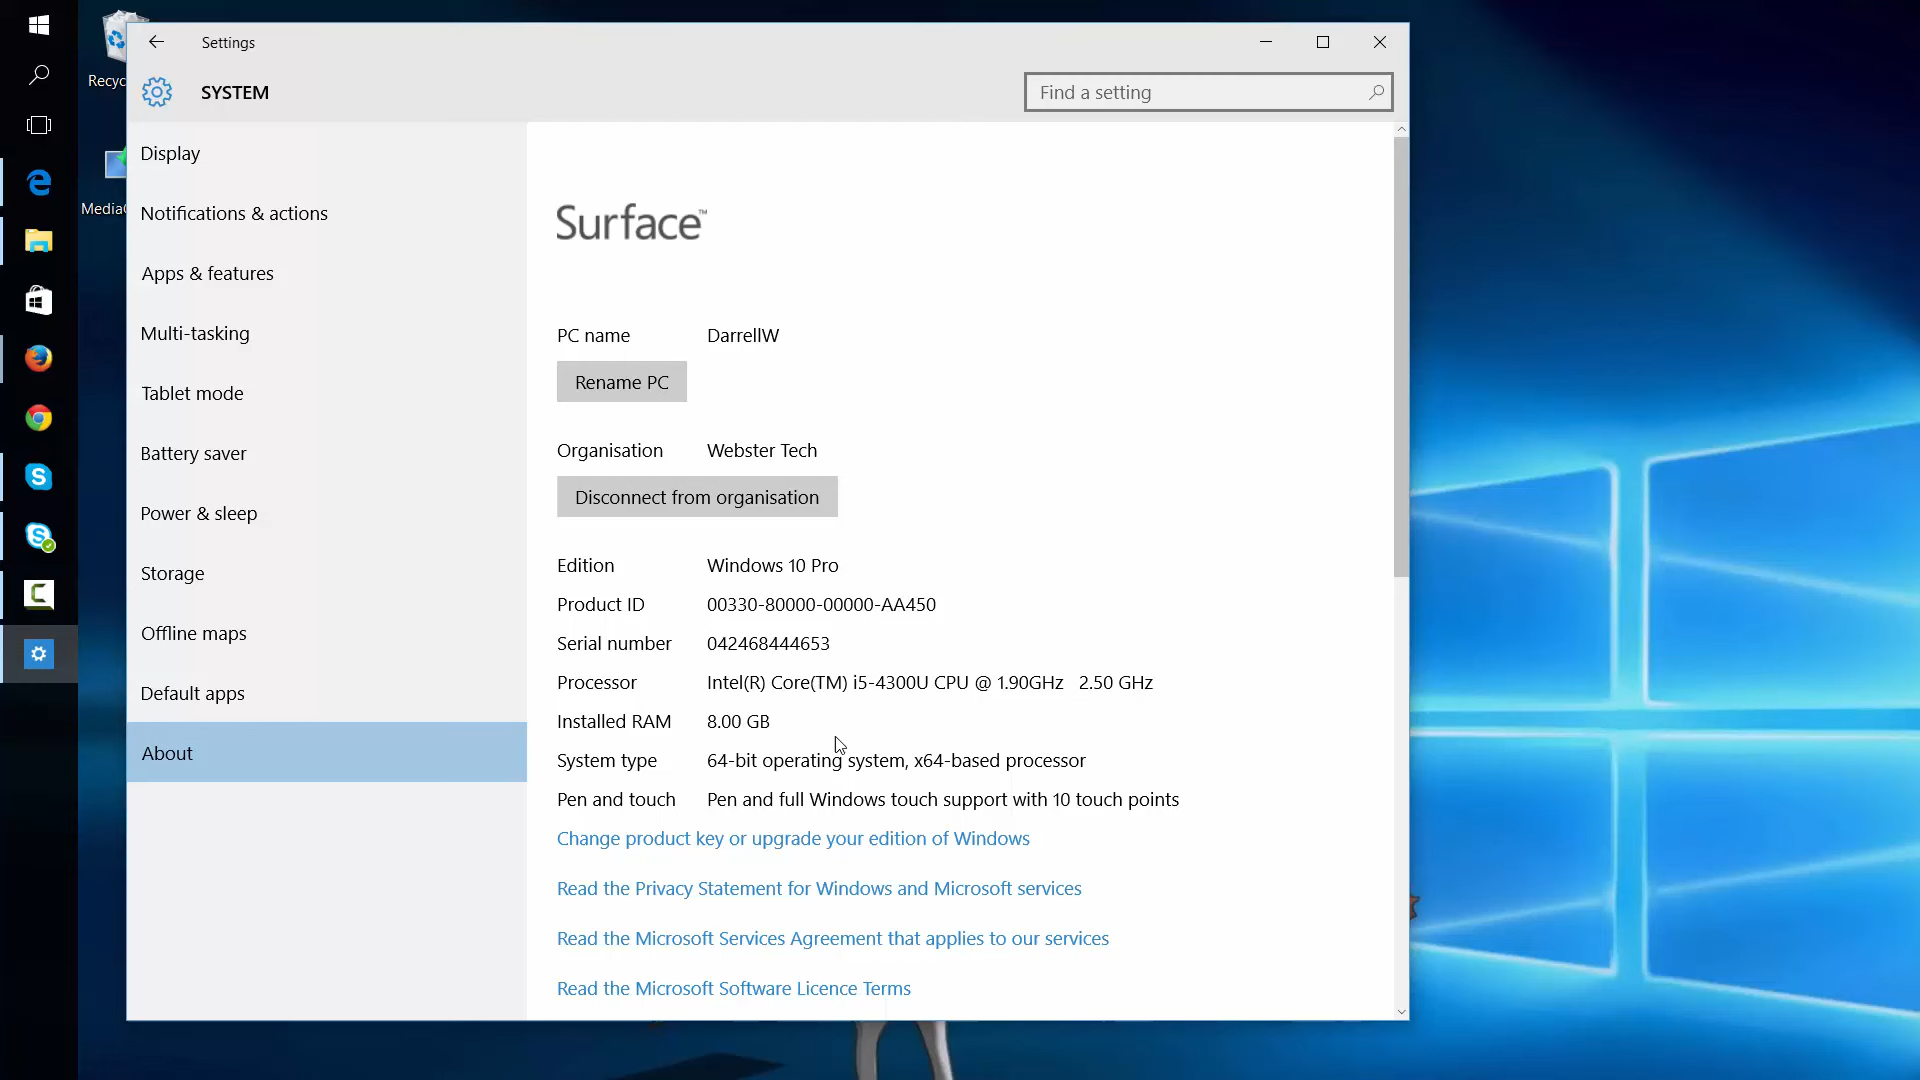 Settings
SYSTEM
Find a setting
Recyc
Display
Notifications & actions
Apps & features
Multi-tasking
Tablet mode
Battery saver
Power & sleep
Storage
Offline maps
Default apps
About
Surface™
PC name DarrellW
Rename PC
Organisation Webster Tech
Disconnect from organisation
Edition Windows 10 Pro
Product ID 00330-80000-00000-AA450
Serial number 042468444653
Processor Intel(R) Core(TM) i5-4300U CPU @ 1.90GHz 2.50 GHz
Installed RAM 8.00 GB
System type 64-bit operating system, x64-based processor
Pen and touch Pen and full Windows touch support with 10 touch points
Change product key or upgrade your edition of Windows
Read the Privacy Statement for Windows and Microsoft services
Read the Microsoft Services Agreement that applies to our services
Read the Microsoft Software Licence Terms
Media